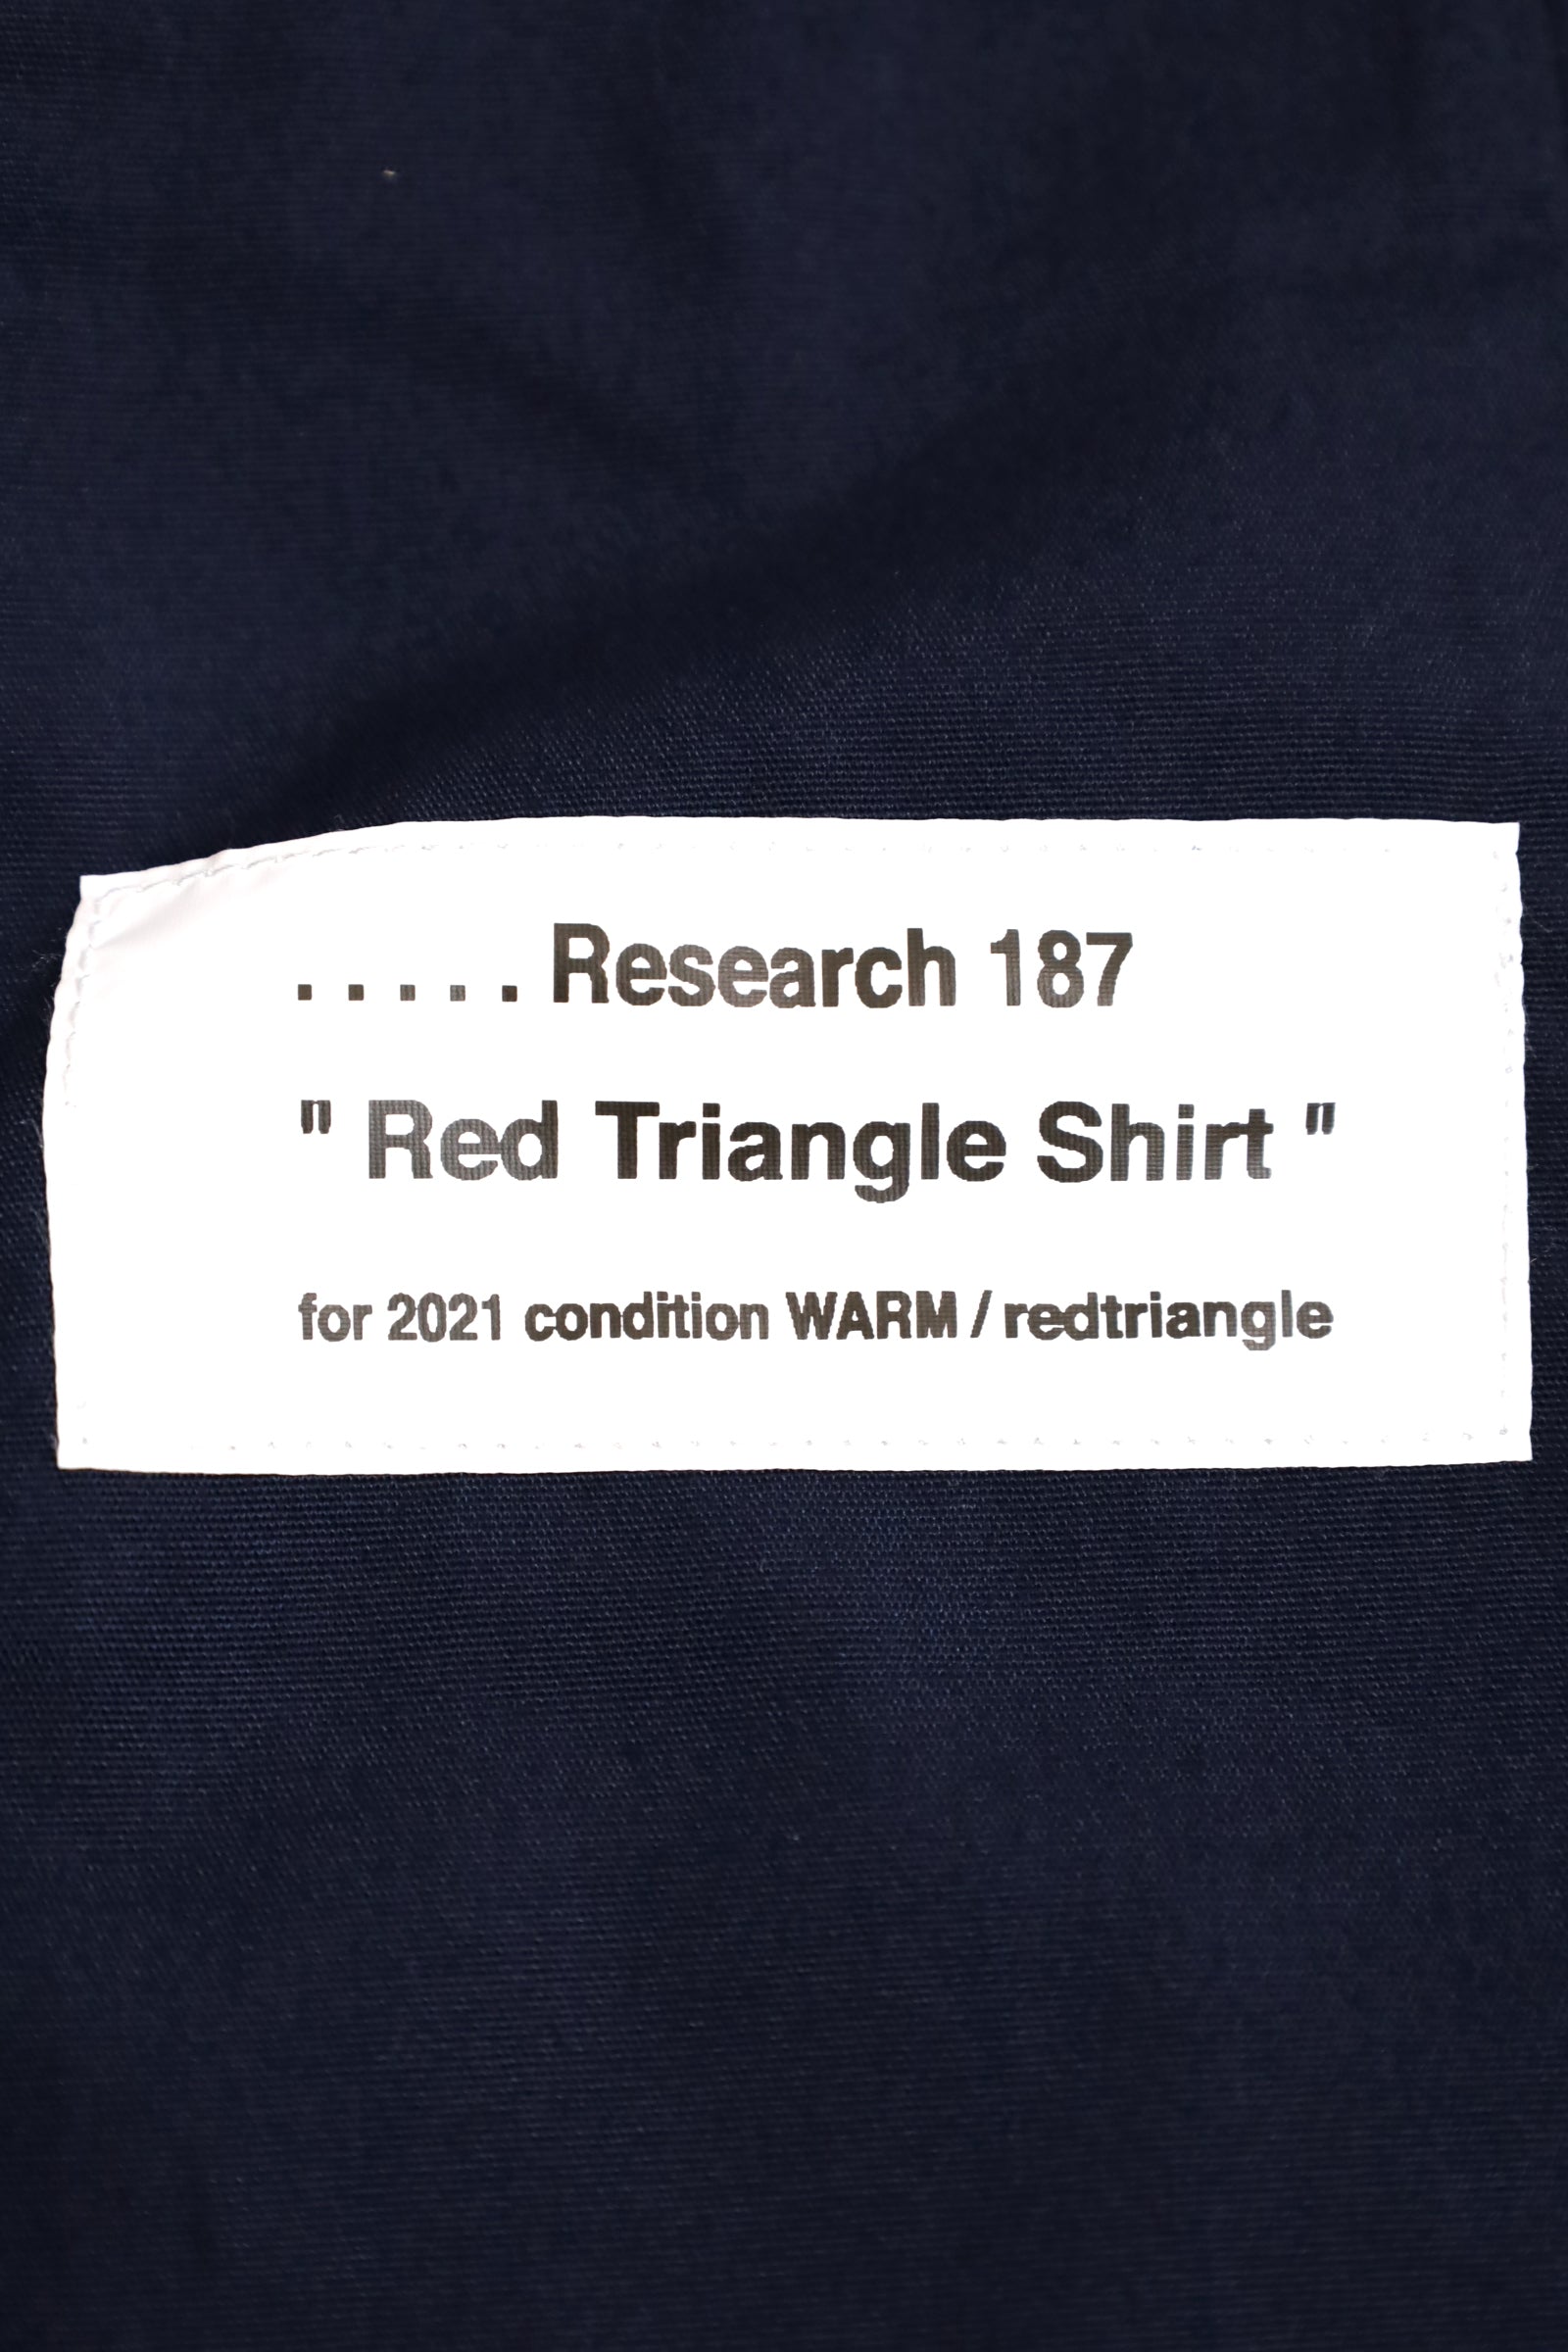 . . . . . Research 187
" Red Triangle Shirt "
for 2021 condition WARM / redtriangle